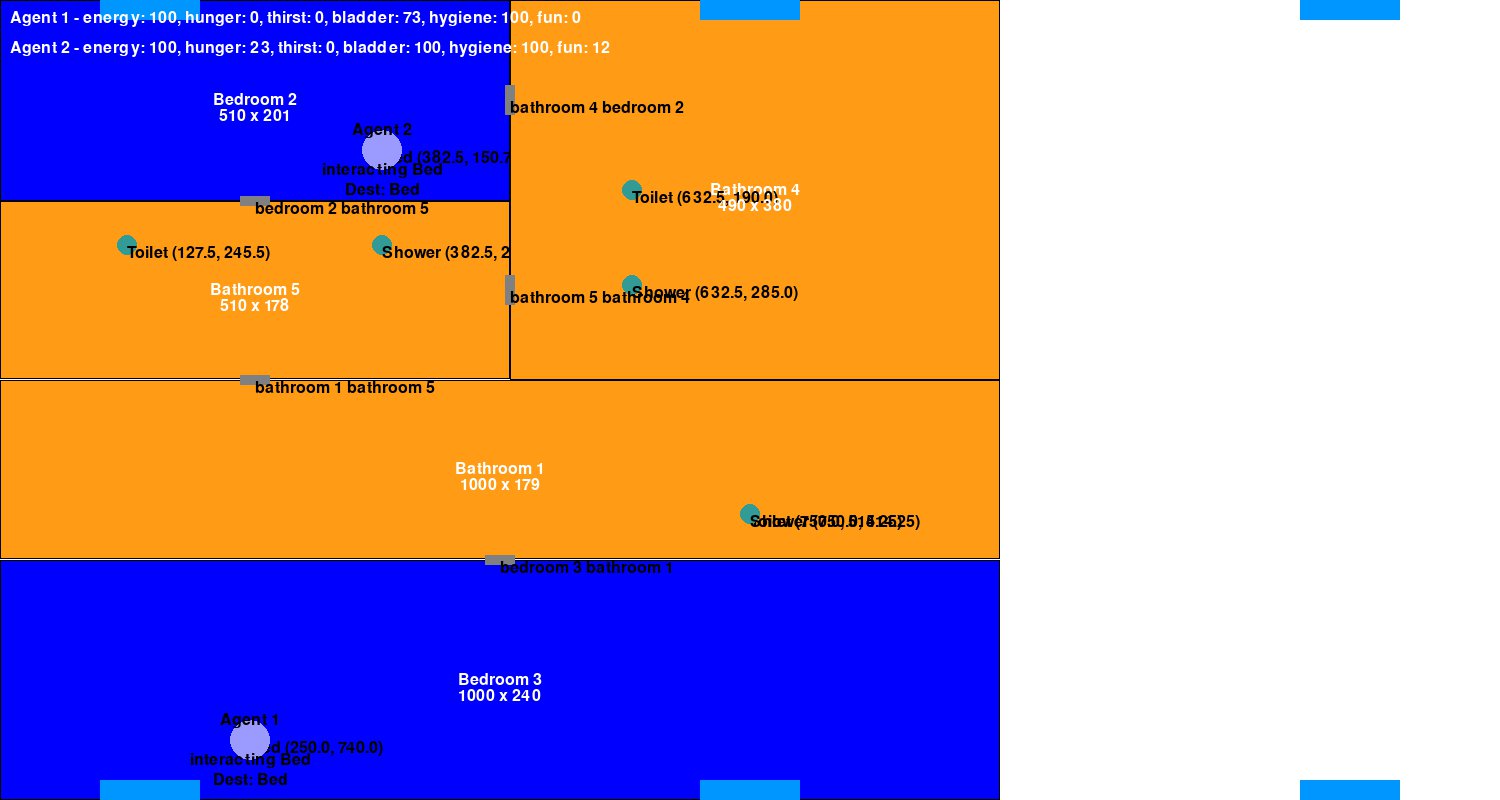 Agent 1 - energy: 100, hunger: 0, thirst: 0, bladder: 73, hygiene: 100, fun: 0
Agent 2 - energy: 100, hunger: 23, thirst: 0, bladder: 100, hygiene: 100, fun: 12
Bedroom 2
510 x 201
bathroom 4 bedroom 2
Agent 2
(382.5, 150.7
interacting Bed
Dest: Bed
Toilet (632.5, 190.0)
Bathroom 4
490 x 380
bedroom 2 bathroom 5
Toilet (127.5, 245.5)
Shower (382.5, 2
Bathroom 5
510 x 178
Shower (632.5, 285.0)
bathroom 5 bathroom 4
bathroom 1 bathroom 5
Bathroom 1
1000 x 179
bedroom 3 bathroom 1
Bedroom 3
1000 x 240
Agent 1
(250.0, 740.0)
interacting Bed
Dest: Bed